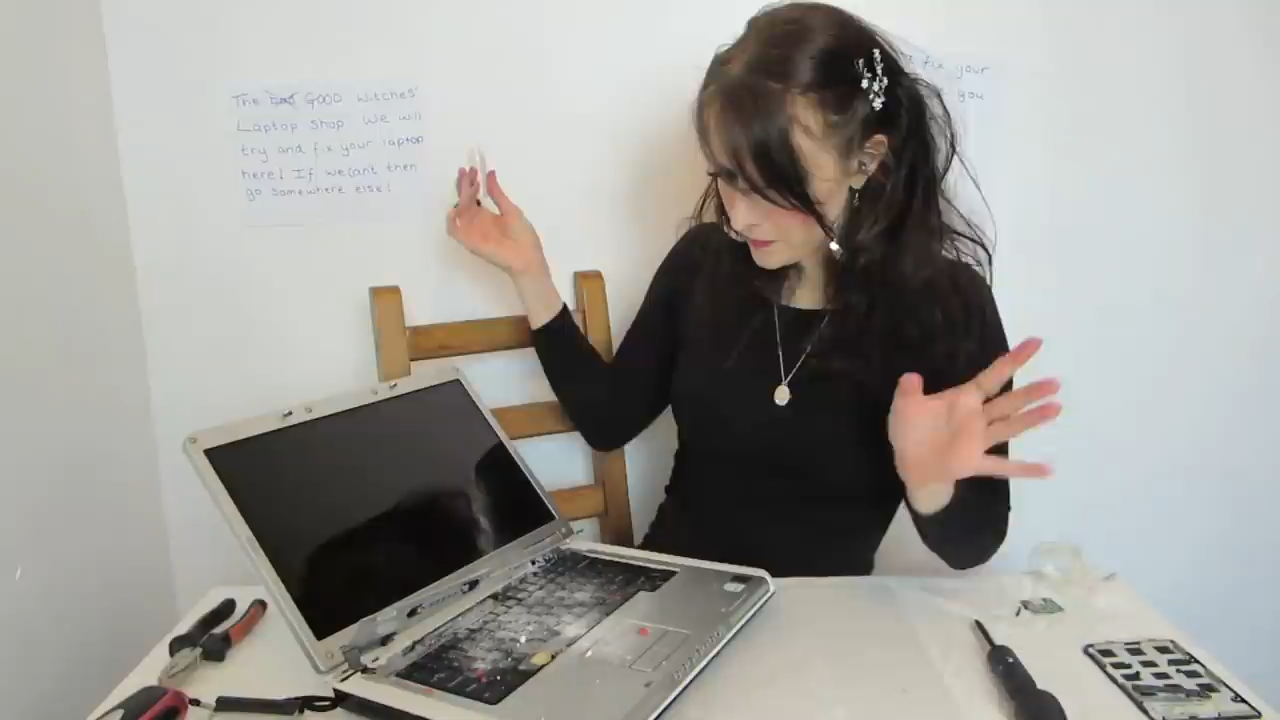 The Bad GOOD Witches'
Laptop Shop we will
try and fix your laptop
here! If we cant then
go somewhere else!
fix your
you